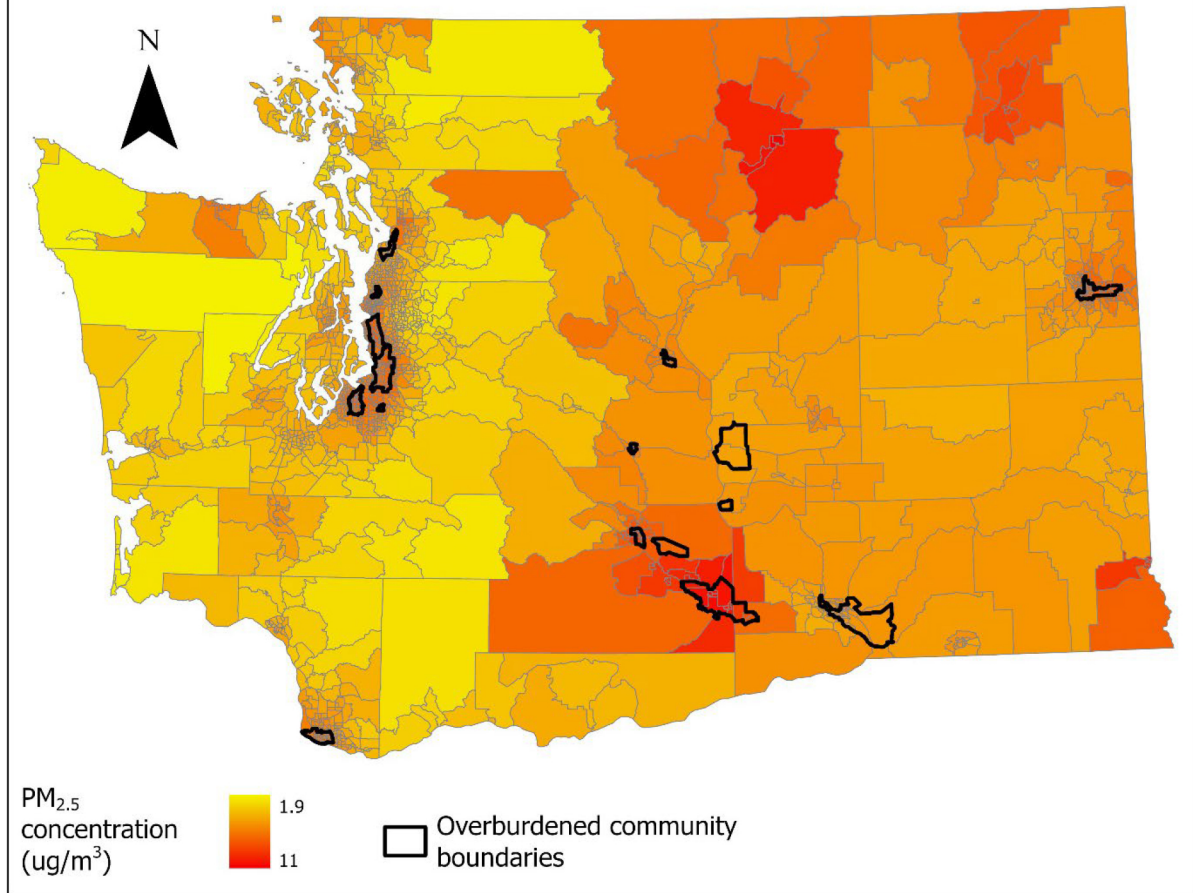 N
PM₂.₅
concentration
(ug/m³)
1.9
11
Overburdened community
boundaries